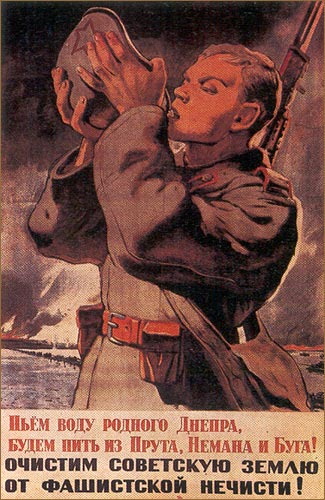 Пьём воду родного Днепра,
будем пить из Прута, Немана и Буга!
ОЧИСТИМ СОВЕТСКУЮ ЗЕМЛЮ
ОТ ФАШИСТСКОЙ НЕЧИСТИ!